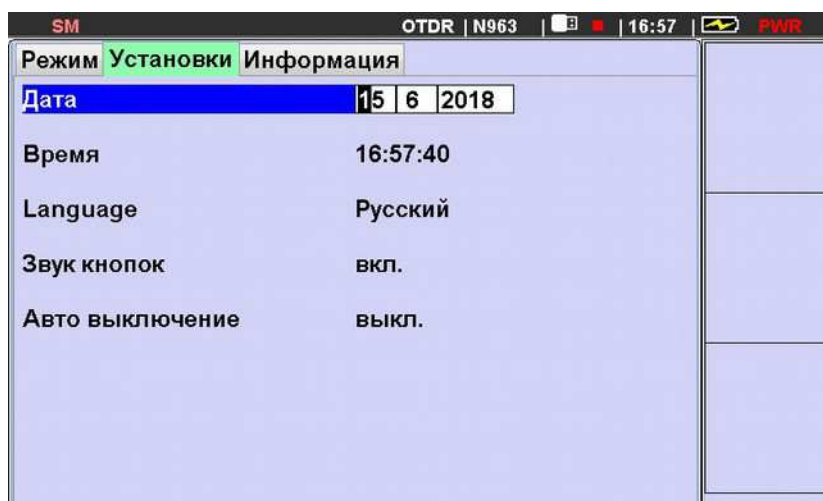 SM OTDR | N963 | | 16:57 | PWR
Режим Установки Информация
Дата 15 6 2018
Время 16:57:40
Language Русский
Звук кнопок вкл.
Авто выключение выкл.